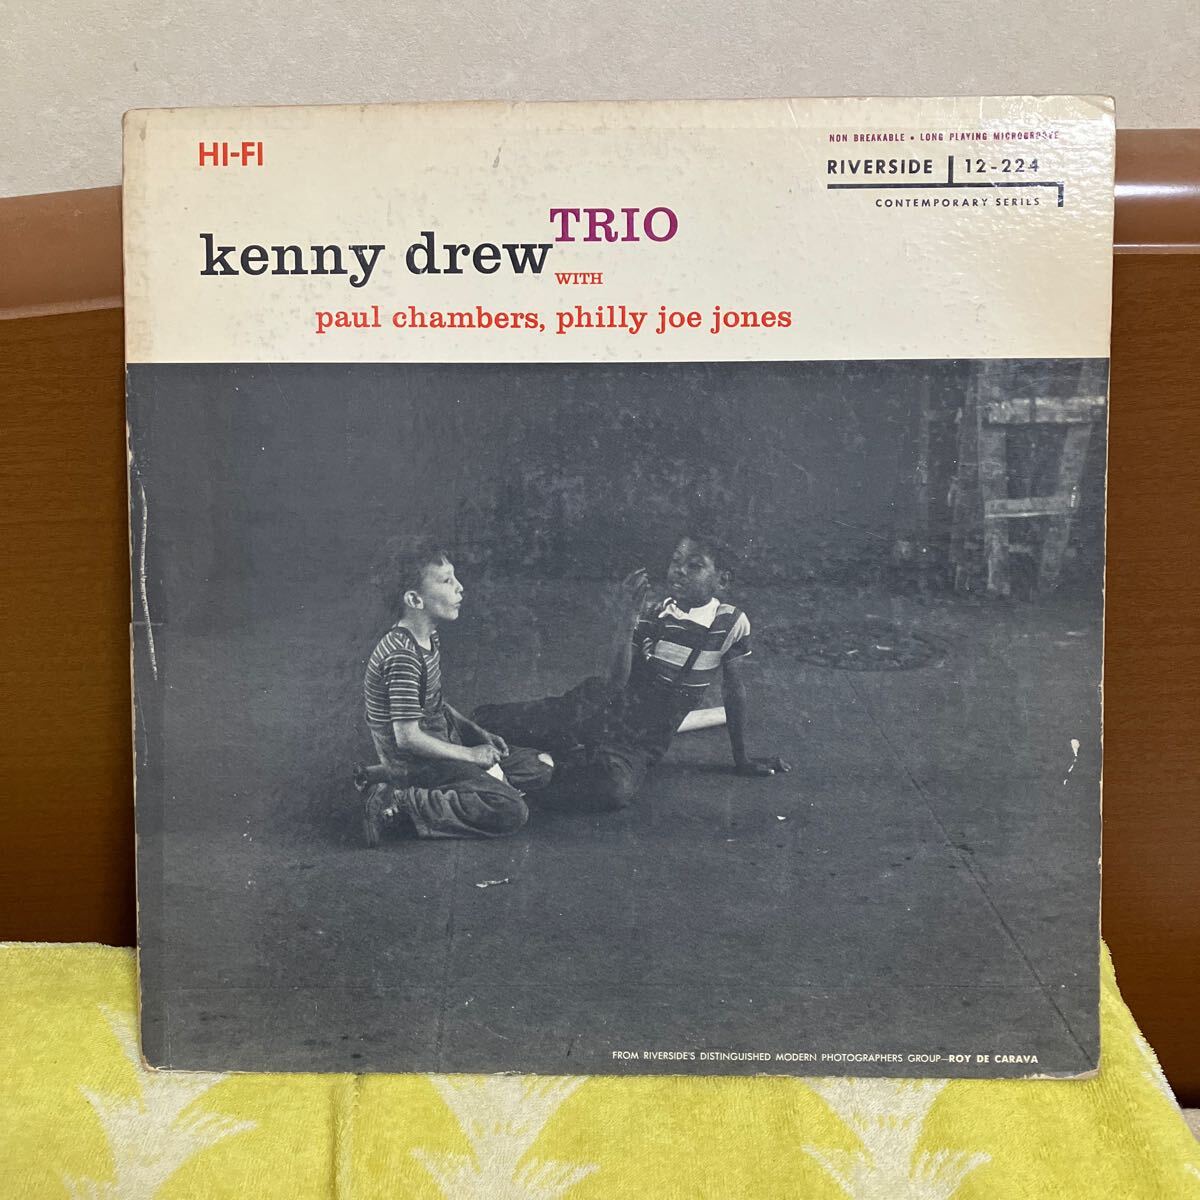 HI-FI
NON BREAKABLE • LONG PLAYING MICROGROOVE
RIVERSIDE 12-224
CONTEMPORARY SERIES
kenny drew TRIO
WITH
paul chambers, philly joe jones
FROM RIVERSIDE'S DISTINGUISHED MODERN PHOTOGRAPHERS GROUP—ROY DE CARAVA